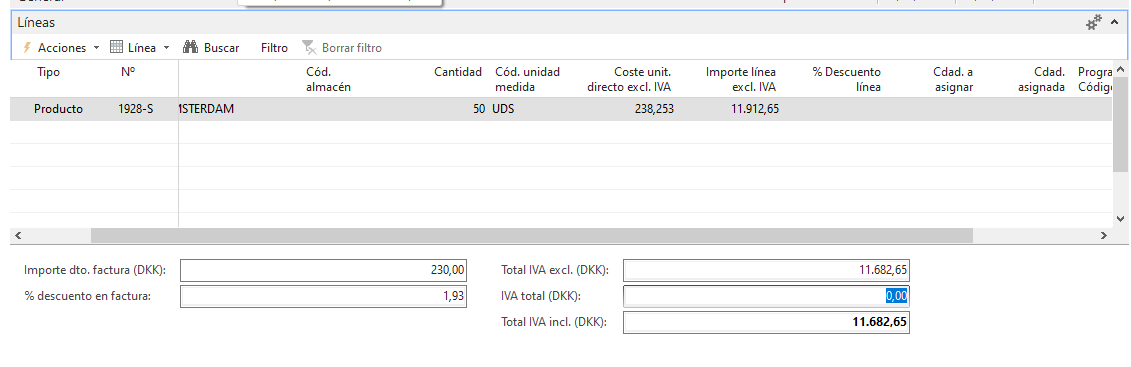 Líneas
Acciones Línea Buscar Filtro Borrar filtro
Tipo Nº Cód. almacén Cantidad Cód. unidad medida Coste unit. directo excl. IVA Importe línea excl. IVA % Descuento línea Cdad. a asignar Cdad. asignada Progra Código
Producto 1928-S MSTERDAM 50 UDS 238,253 11.912,65
Importe dto. factura (DKK): 230,00 Total IVA excl. (DKK): 11.682,65
% descuento en factura: 1,93 IVA total (DKK): 0,00
Total IVA incl. (DKK): 11.682,65